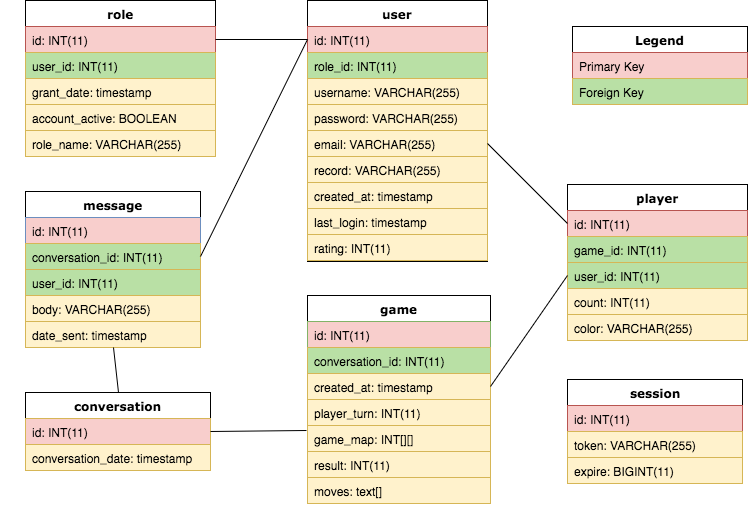 role
id: INT(11)
user_id: INT(11)
grant_date: timestamp
account_active: BOOLEAN
role_name: VARCHAR(255)
user
id: INT(11)
role_id: INT(11)
username: VARCHAR(255)
password: VARCHAR(255)
email: VARCHAR(255)
record: VARCHAR(255)
created_at: timestamp
last_login: timestamp
rating: INT(11)
Legend
Primary Key
Foreign Key
message
id: INT(11)
conversation_id: INT(11)
user_id: INT(11)
body: VARCHAR(255)
date_sent: timestamp
player
id: INT(11)
game_id: INT(11)
user_id: INT(11)
count: INT(11)
color: VARCHAR(255)
game
id: INT(11)
conversation_id: INT(11)
created_at: timestamp
player_turn: INT(11)
game_map: INT[][]
result: INT(11)
moves: text[]
conversation
id: INT(11)
conversation_date: timestamp
session
id: INT(11)
token: VARCHAR(255)
expire: BIGINT(11)